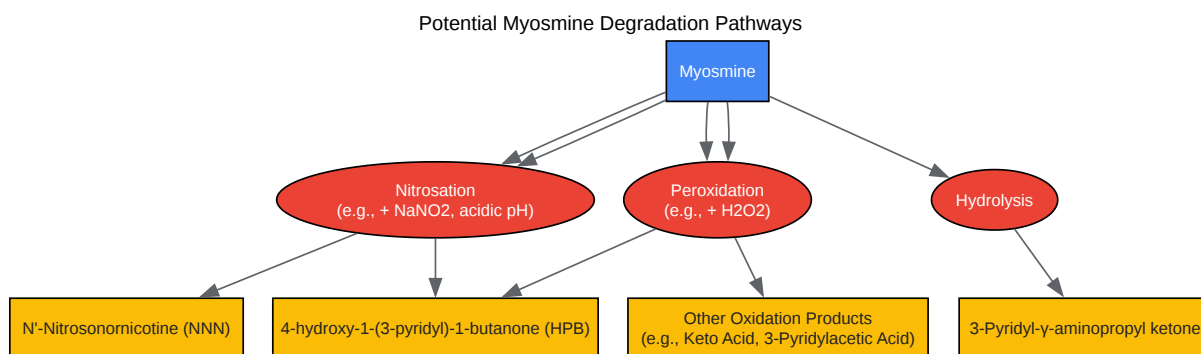 Potential Myosmine Degradation Pathways
Myosmine
Nitrosation
(e.g., + NaNO2, acidic pH)
Peroxidation
(e.g., + H2O2)
Hydrolysis
N'-Nitrosonornicotine (NNN)
4-hydroxy-1-(3-pyridyl)-1-butanone (HPB)
Other Oxidation Products
(e.g., Keto Acid, 3-Pyridylacetic Acid)
3-Pyridyl-γ-aminopropyl ketone